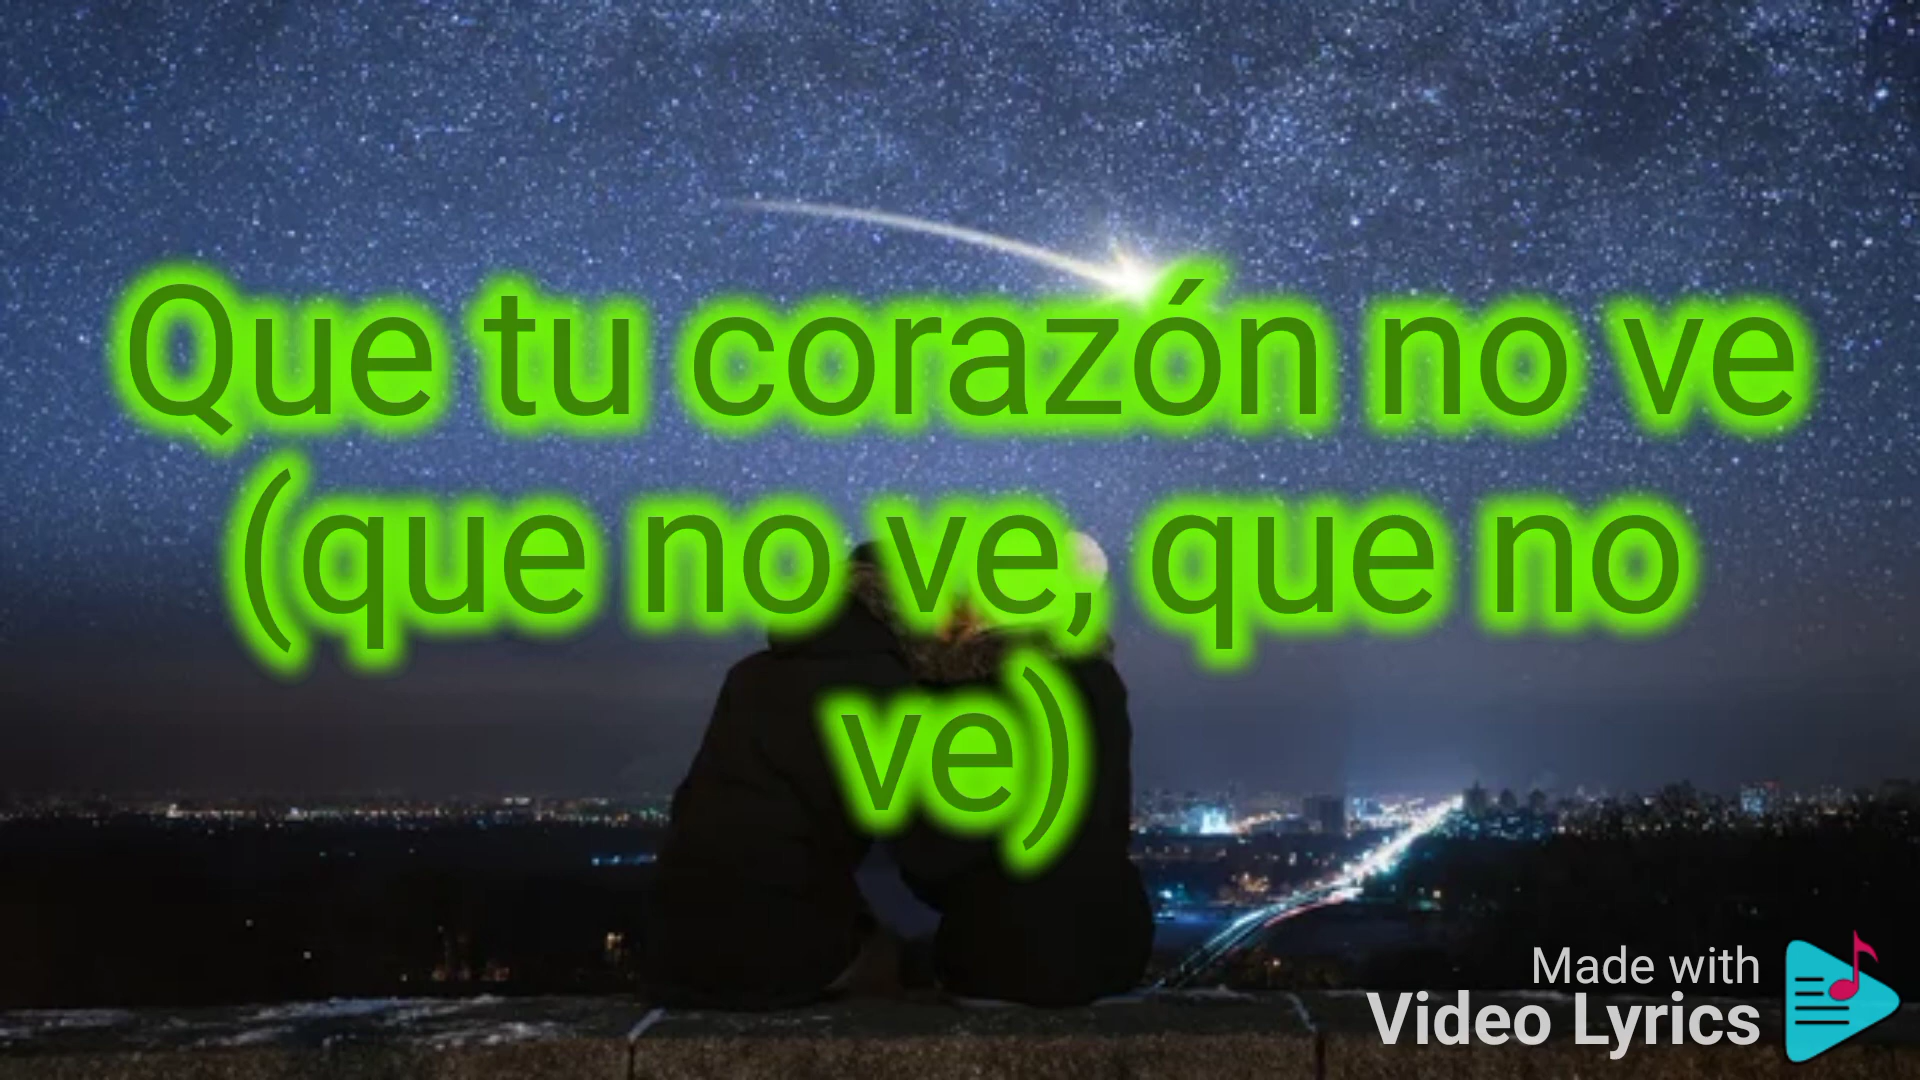 Que tu corazón no ve
(que no ve, que no
ve)
Made with
Video Lyrics